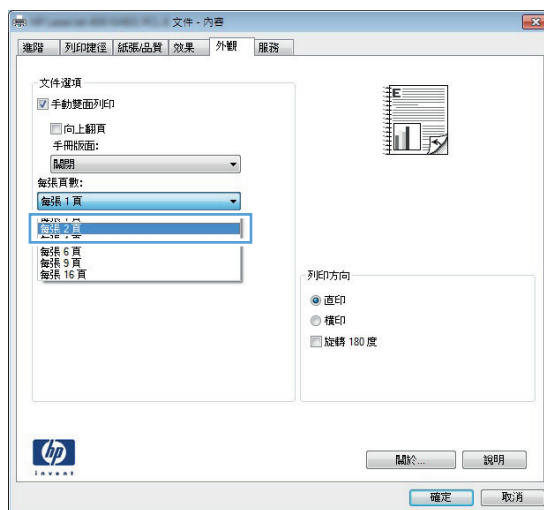 文件 - 內容
進階 列印捷徑 紙張/品質 效果 外觀 服務
文件選項
手動雙面列印
向上翻頁
手冊版面:
關閉
每張頁數:
每張 1 頁
每張 2 頁
每張 6 頁
每張 9 頁
每張 16 頁
E
列印方向
直印
橫印
旋轉 180 度
hp
invent
關於... 說明
確定 取消